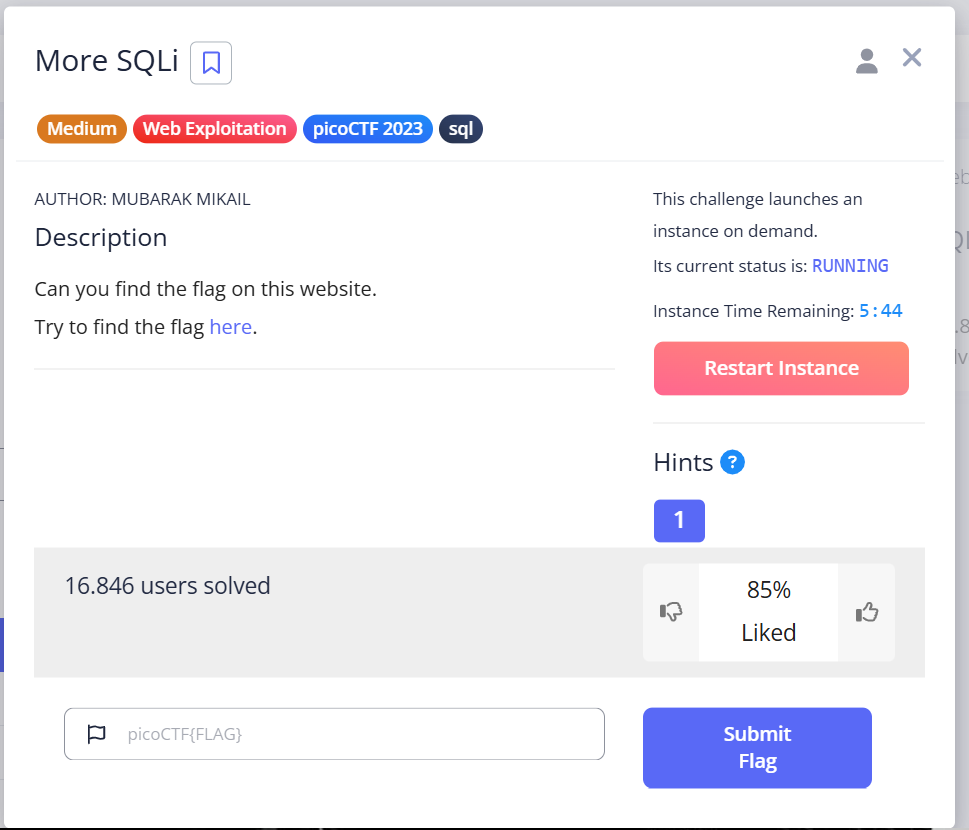 More SQLi
Medium Web Exploitation picoCTF 2023 sql
AUTHOR: MUBARAK MIKAIL
Description
Can you find the flag on this website.
Try to find the flag here.
This challenge launches an
instance on demand.
Its current status is: RUNNING
Instance Time Remaining: 5:44
Restart Instance
Hints ?
1
16.846 users solved
85%
Liked
picoCTF{FLAG}
Submit
Flag